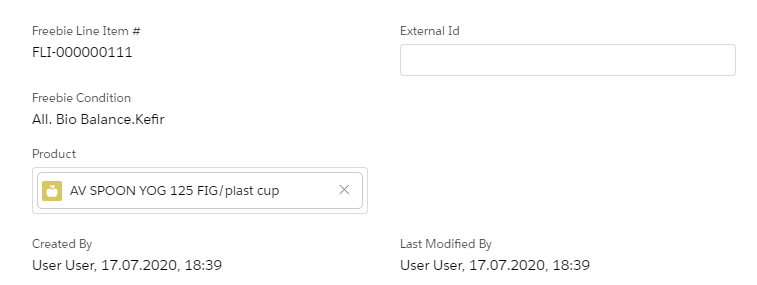 Freebie Line Item #
FLI-000000111
External Id
Freebie Condition
All. Bio Balance.Kefir
Product
AV SPOON YOG 125 FIG/plast cup
Created By
User User, 17.07.2020, 18:39
Last Modified By
User User, 17.07.2020, 18:39